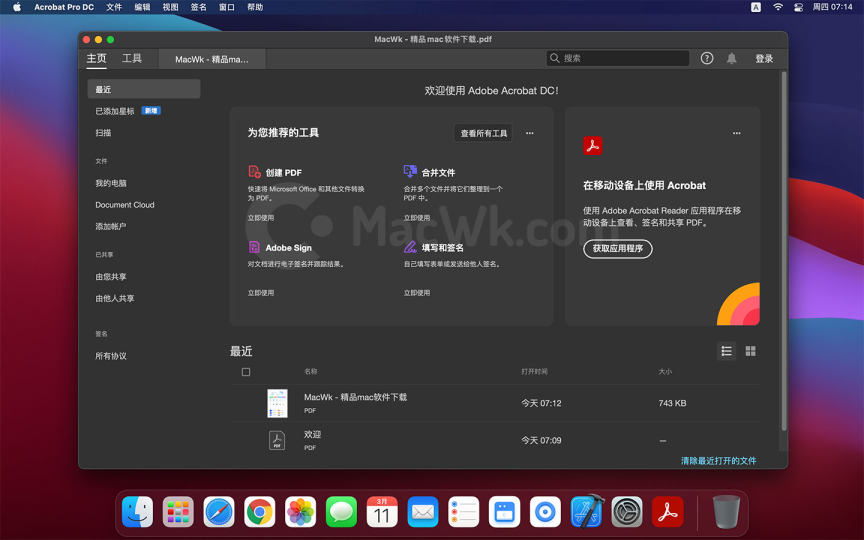 Acrobat Pro DC 文件 编辑 视图 签名 窗口 帮助
A 周四 07:14
MacWk - 精品mac软件下载.pdf
主页 工具 MacWk - 精品ma... 搜索 ? 登录
最近
已添加星标 新增
扫描
文件
我的电脑
Document Cloud
添加帐户
已共享
由您共享
由他人共享
签名
所有协议
欢迎使用 Adobe Acrobat DC!
为您推荐的工具 查看所有工具 ...
创建 PDF
快速将 Microsoft Office 和其他文件转换
为 PDF。
立即使用
合并文件
合并多个文件并将它们整理到一个
PDF 中。
立即使用
Adobe Sign
对文档进行电子签名并跟踪结果。
立即使用
填写和签名
自己填写表单或发送给他人签名。
立即使用
MacWk.com
...
在移动设备上使用 Acrobat
使用 Adobe Acrobat Reader 应用程序在移
动设备上查看、签名和共享 PDF。
获取应用程序
最近
名称 打开时间 大小
MacWk - 精品mac软件下载
PDF
今天 07:12 743 KB
PDF
欢迎
PDF
今天 07:09 —
清除最近打开的文件
3月
11